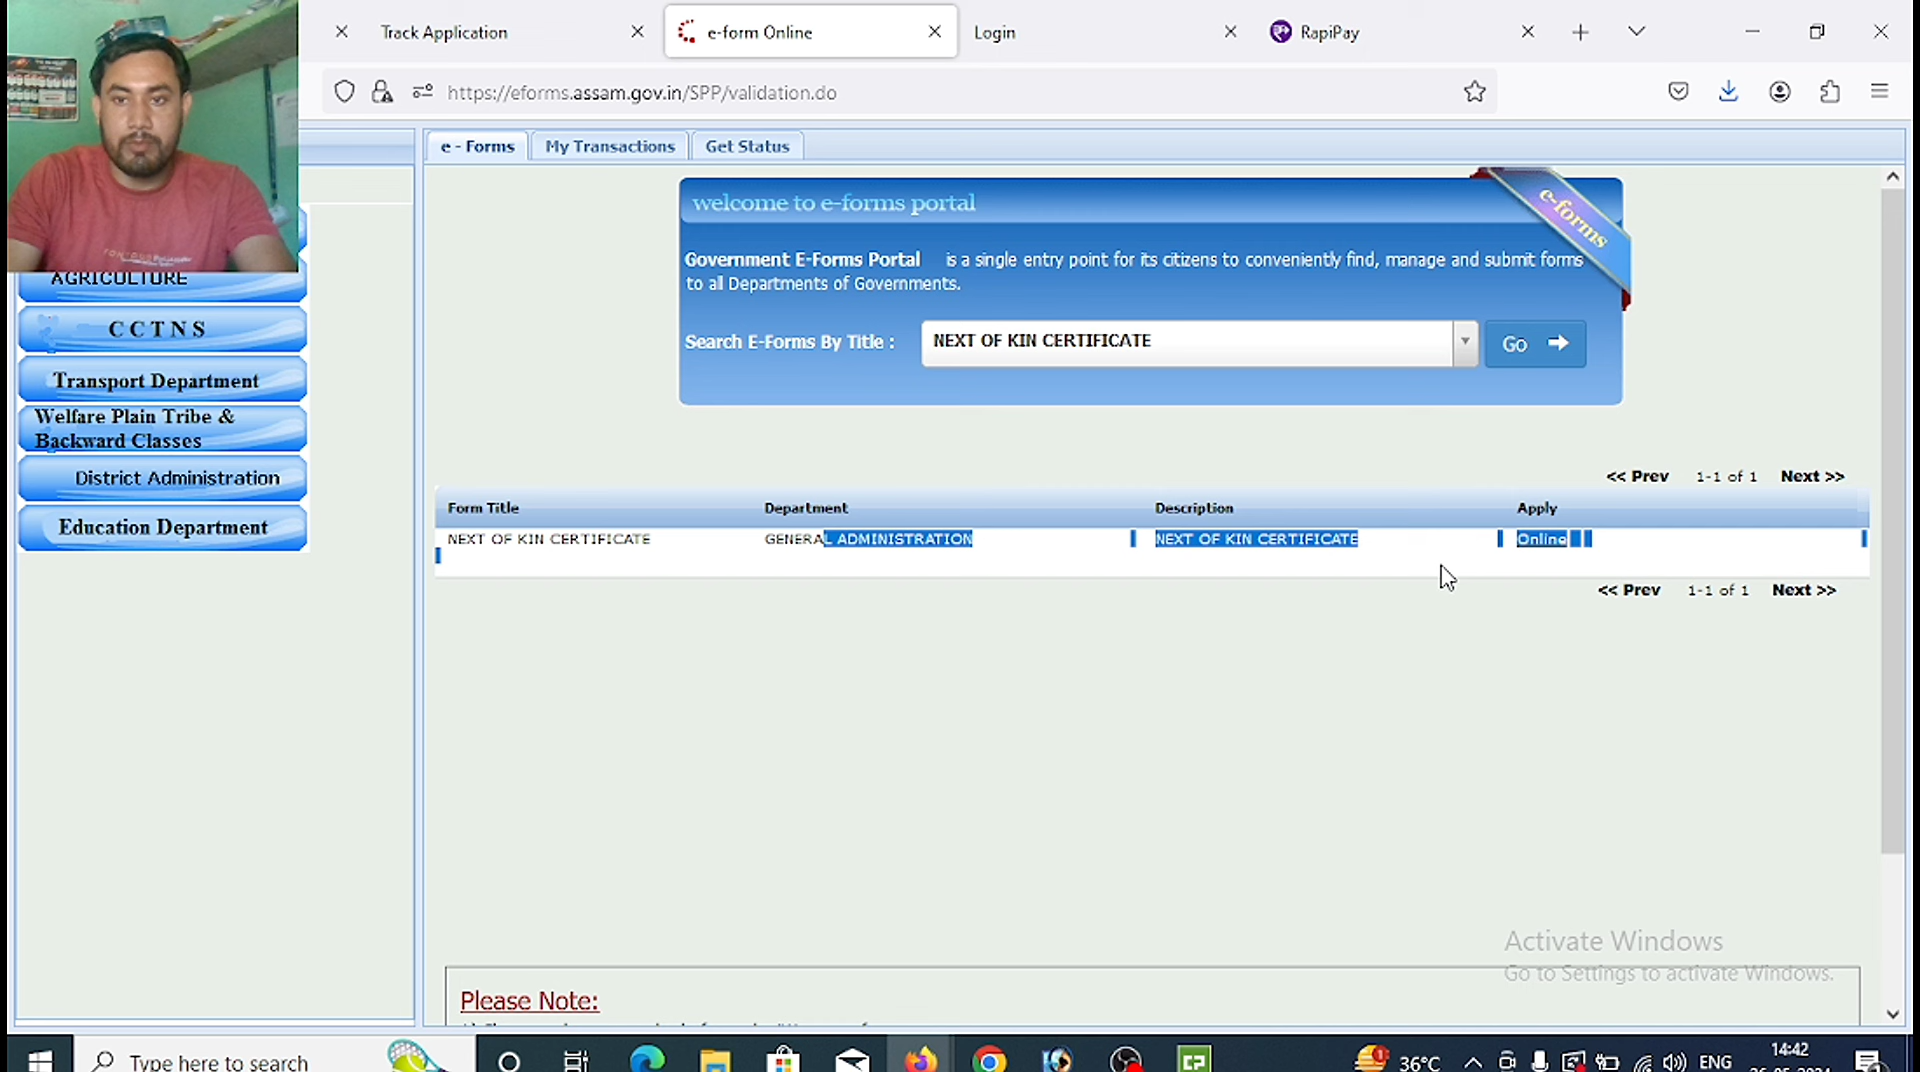 Track Application
e-form Online
Login
RapiPay
https://eforms.assam.gov.in/SPP/validation.do
e - Forms
My Transactions
Get Status
AGRICULTURE
C C T N S
Transport Department
Welfare Plain Tribe &
Backward Classes
District Administration
Education Department
welcome to e-forms portal
e-forms
Government E-Forms Portal is a single entry point for its citizens to conveniently find, manage and submit forms
to all Departments of Governments.
Search E-Forms By Title :
NEXT OF KIN CERTIFICATE
Go
<< Prev 1-1 of 1 Next >>
Form Title Department Description Apply
NEXT OF KIN CERTIFICATE GENERAL ADMINISTRATION NEXT OF KIN CERTIFICATE Online
<< Prev 1-1 of 1 Next >>
Activate Windows
Go to Settings to activate Windows.
Please Note:
Type here to search
36°C
ENG
14:42